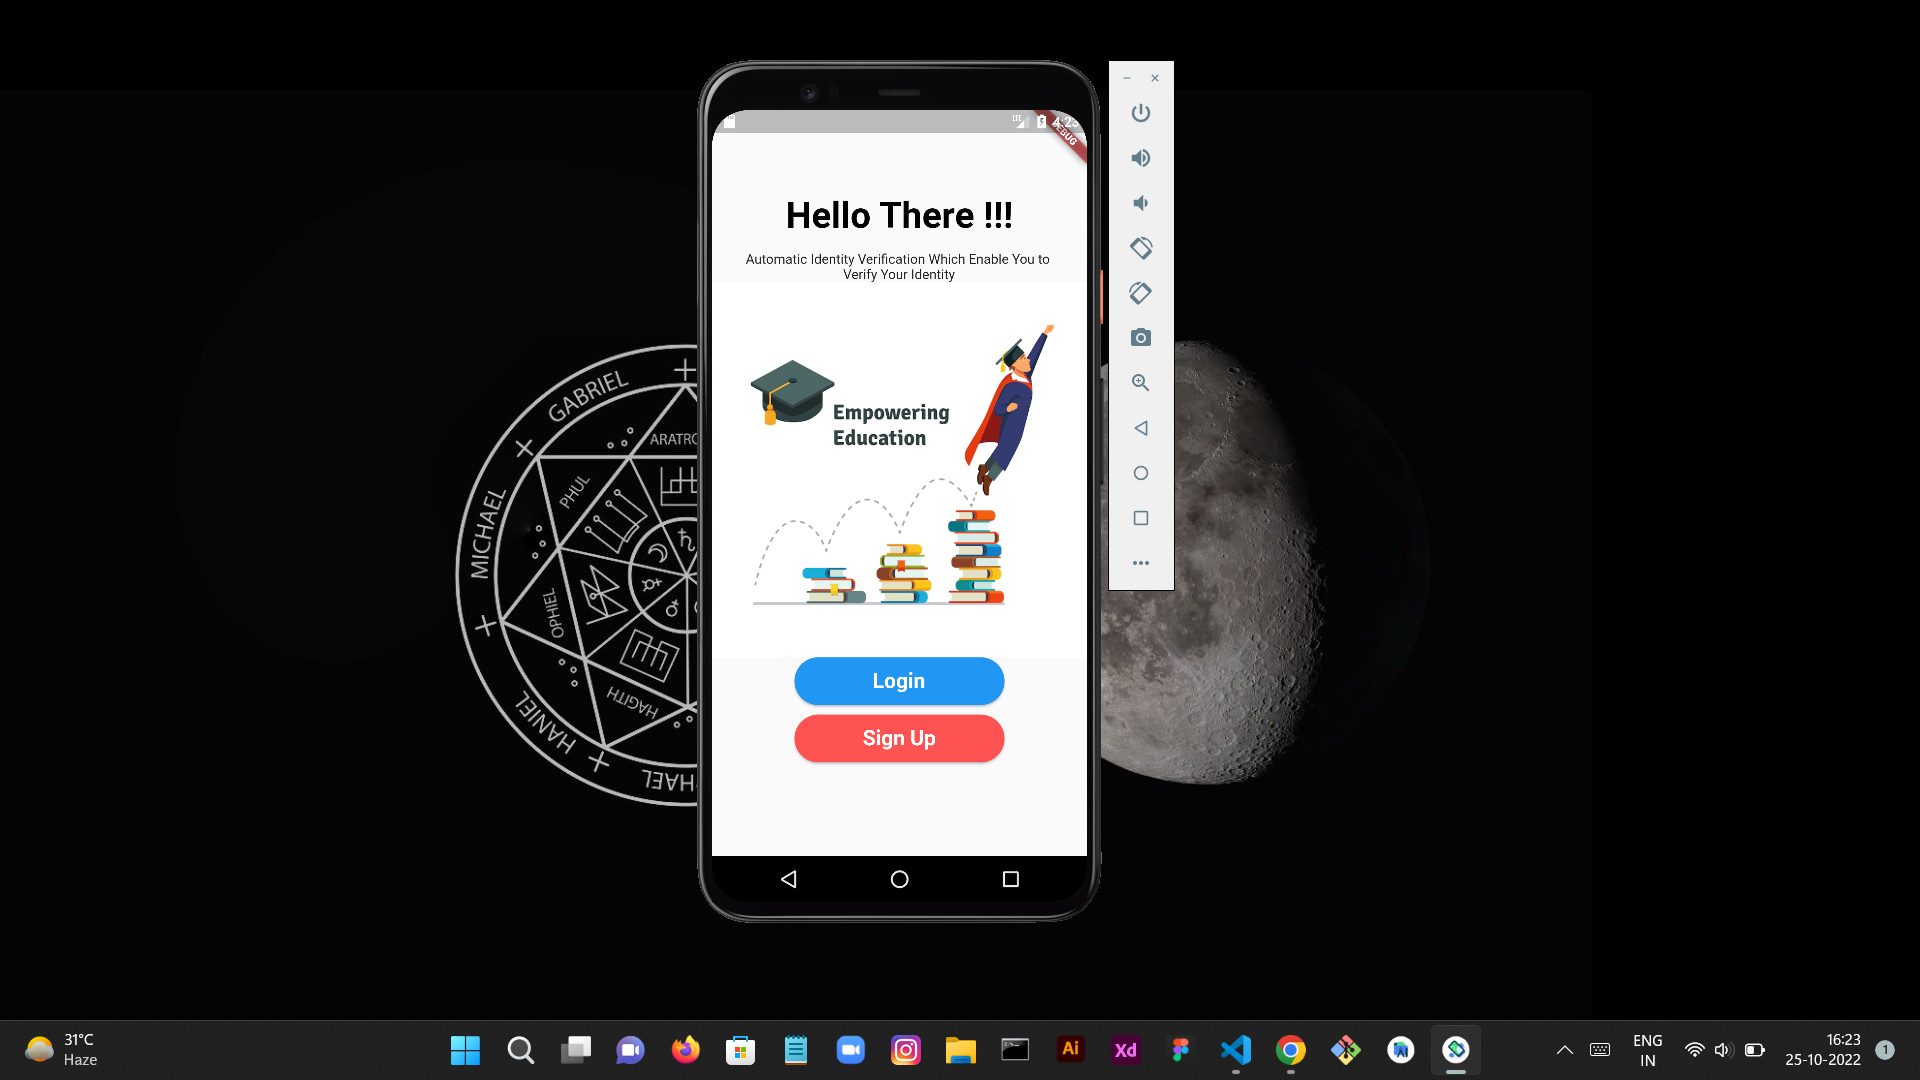 LTE
4:23
DEBUG
Hello There !!!
Automatic Identity Verification Which Enable You to
Verify Your Identity
Empowering
Education
Login
Sign Up
GABRIEL
MICHAEL
HANIEL
PHUL
OPHIEL
HAGITH
31°C
Haze
Ai
Xd
ENG
IN
16:23
25-10-2022
1